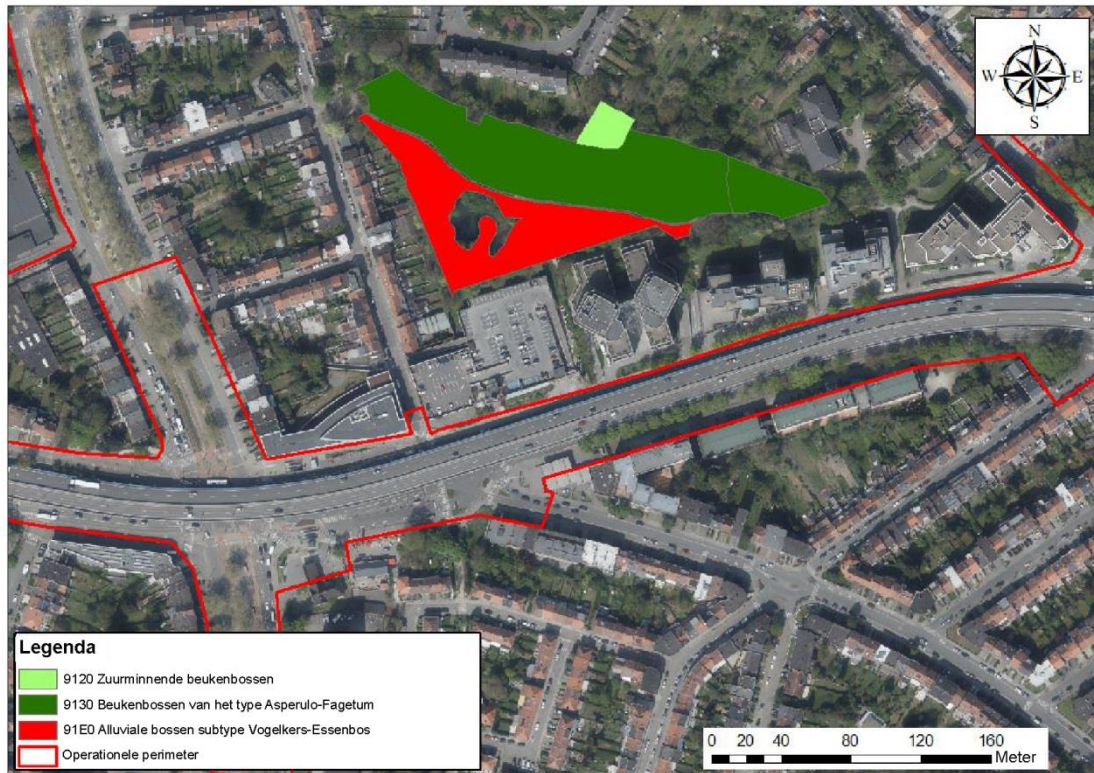 N
W E
S
Legenda
9120 Zuurminnende beukenbossen
9130 Beukenbossen van het type Asperulo-Fagetum
91E0 Alluviale bossen subtype Vogelkers-Essenbos
Operationele perimeter
0 20 40 80 120 160
Meter